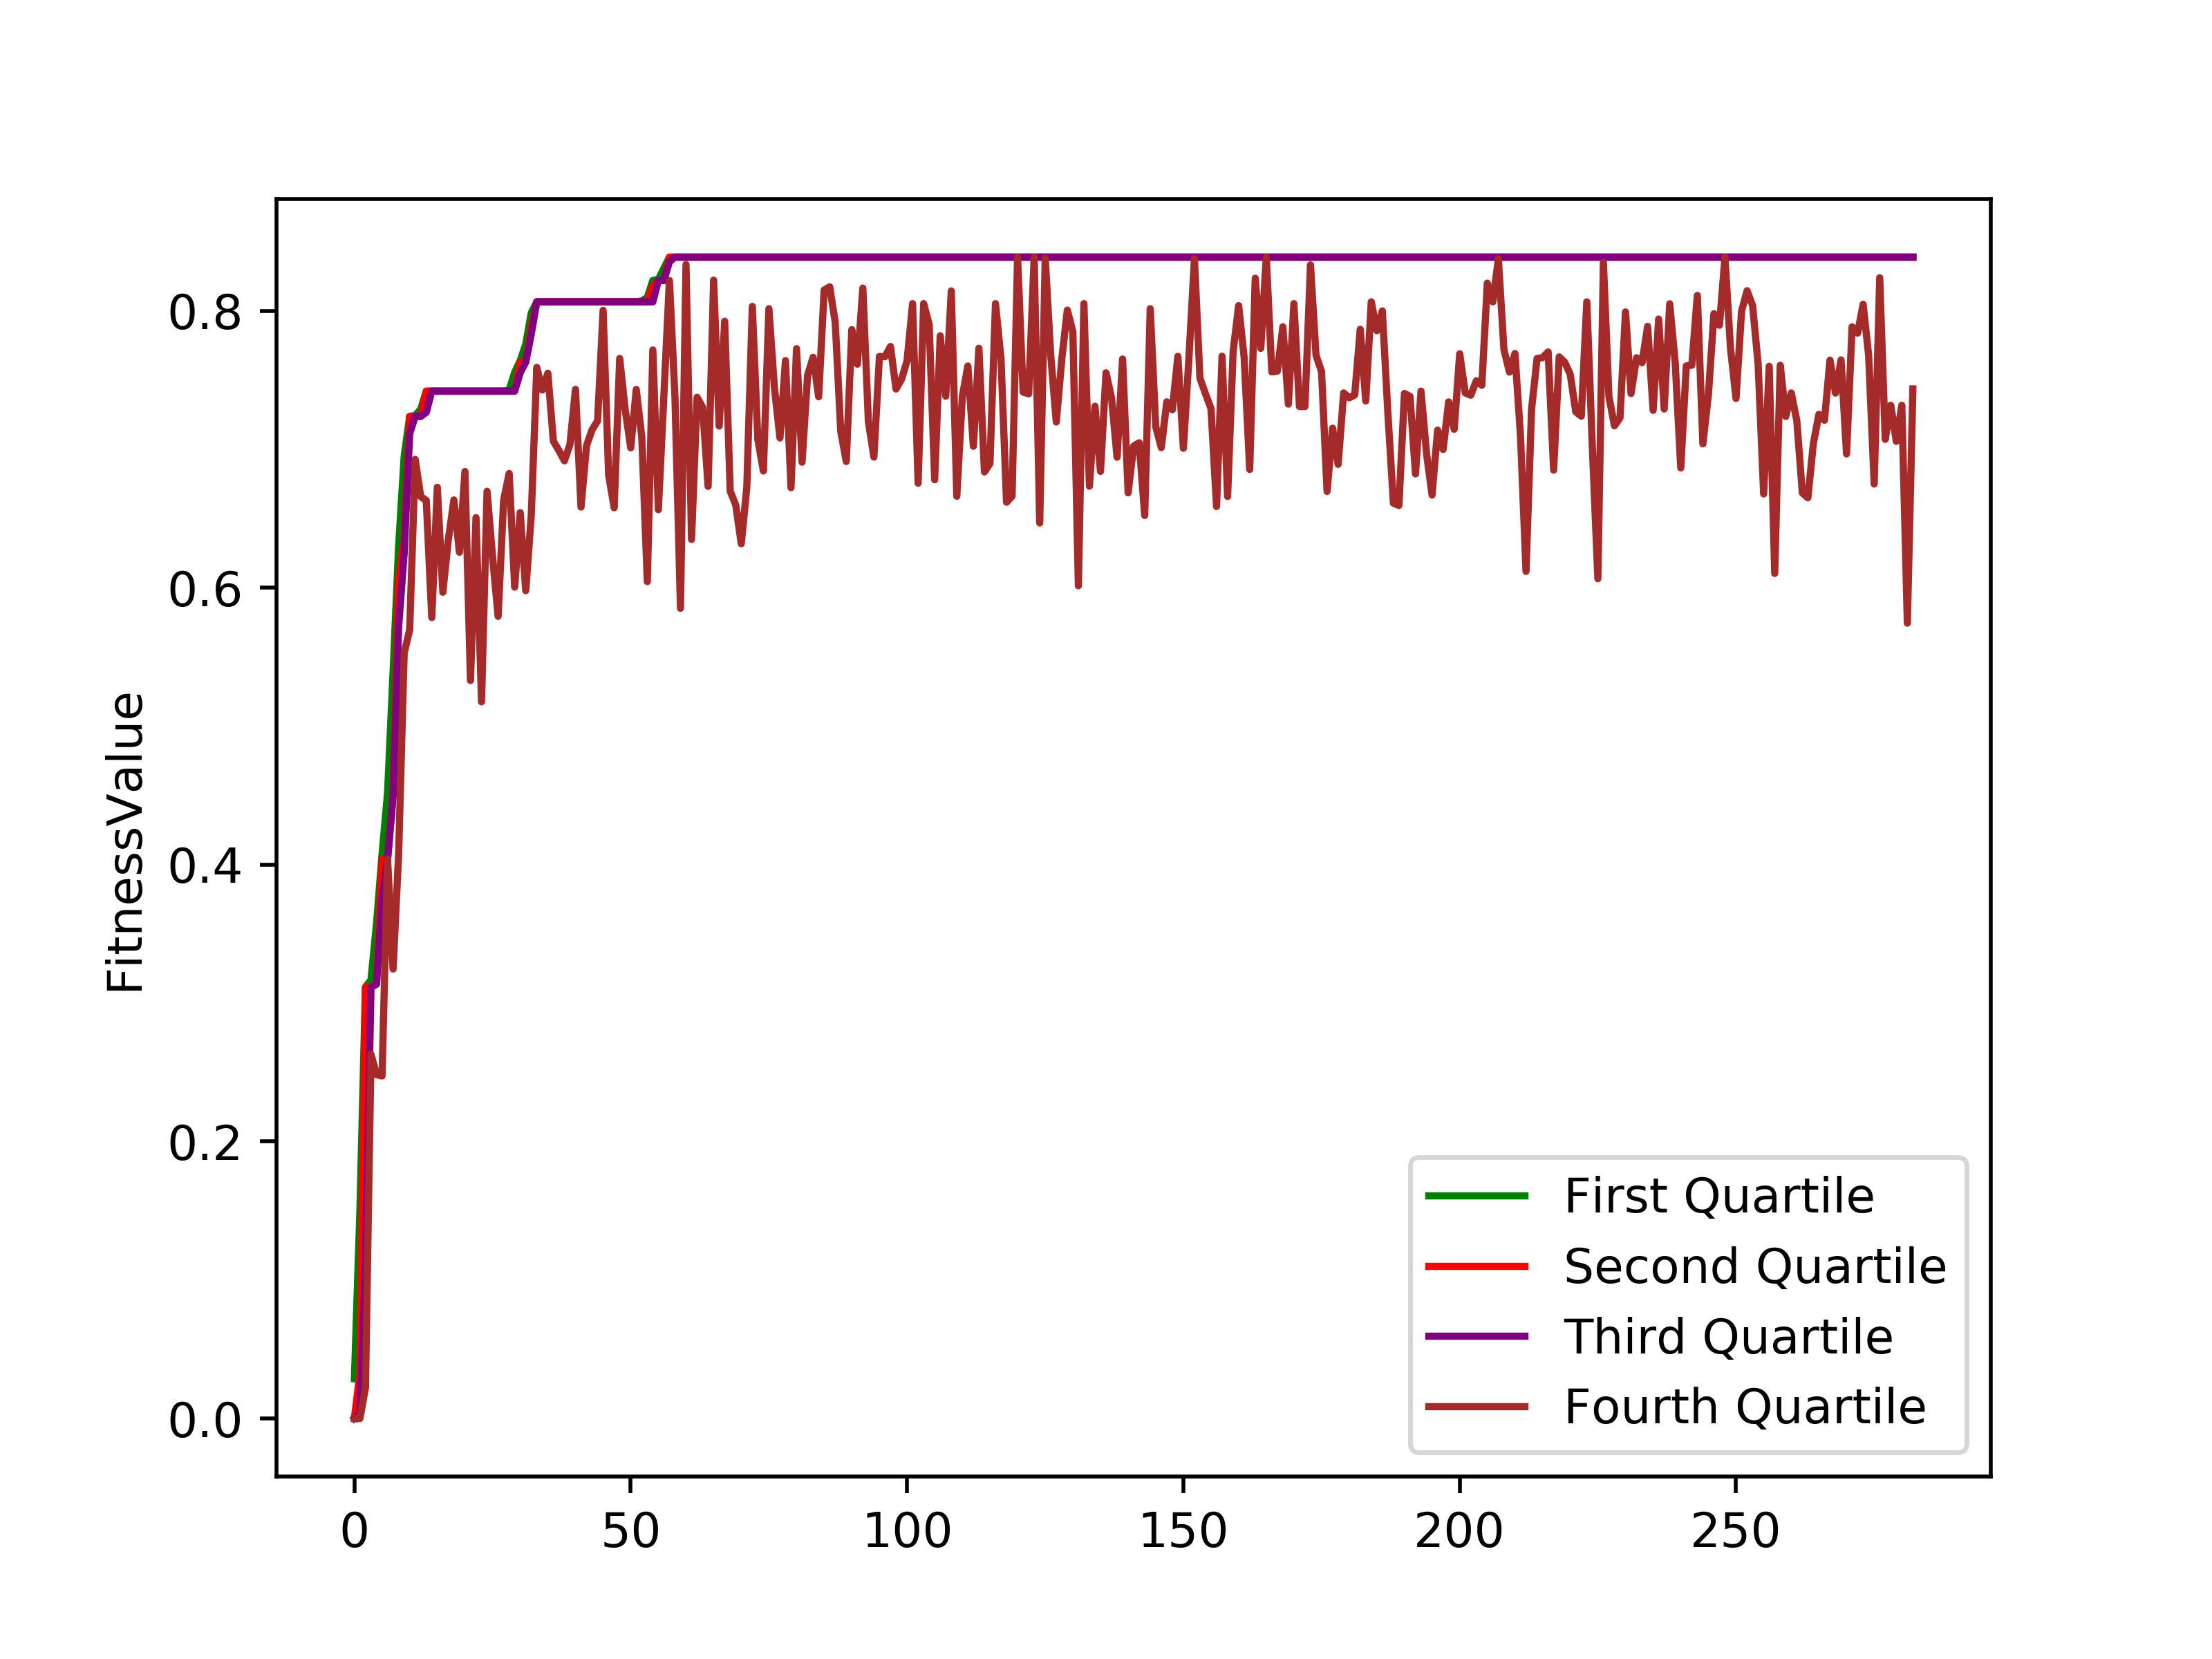 FitnessValue
0.8
0.6
0.4
0.2
0.0
0 50 100 150 200 250
First Quartile
Second Quartile
Third Quartile
Fourth Quartile